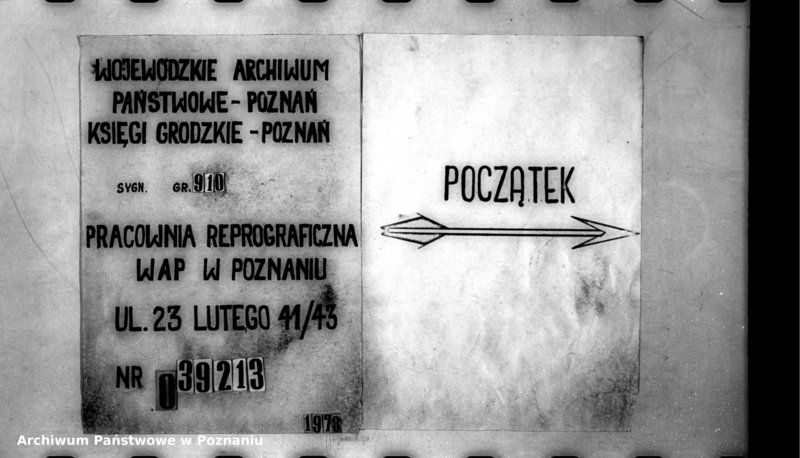 WOJEWÓDZKIE ARCHIWUM
PAŃSTWOWE - POZNAŃ
KSIĘGI GRODZKIE - POZNAŃ
SYGN. GR. 910
PRACOWNIA REPROGRAFICZNA
WAP W POZNANIU
UL. 23 LUTEGO 41/43
NR 039213
1978
POCZĄTEK
Archiwum Państwowe w Poznaniu